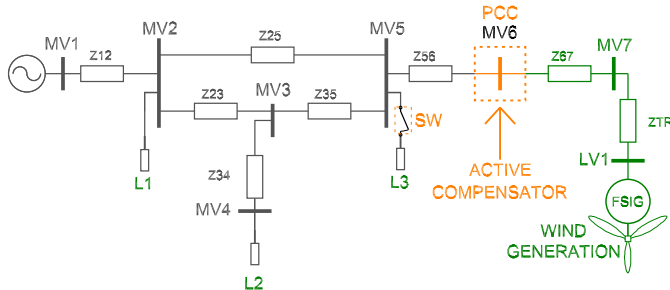 PCC
MV1
MV2
MV5
MV6
MV7
Z12
Z25
Z56
Z67
Z23
MV3
Z35
SW
ZTR
L1
Z34
L3
ACTIVE
COMPENSATOR
LV1
MV4
FSIG
L2
WIND
GENERATION